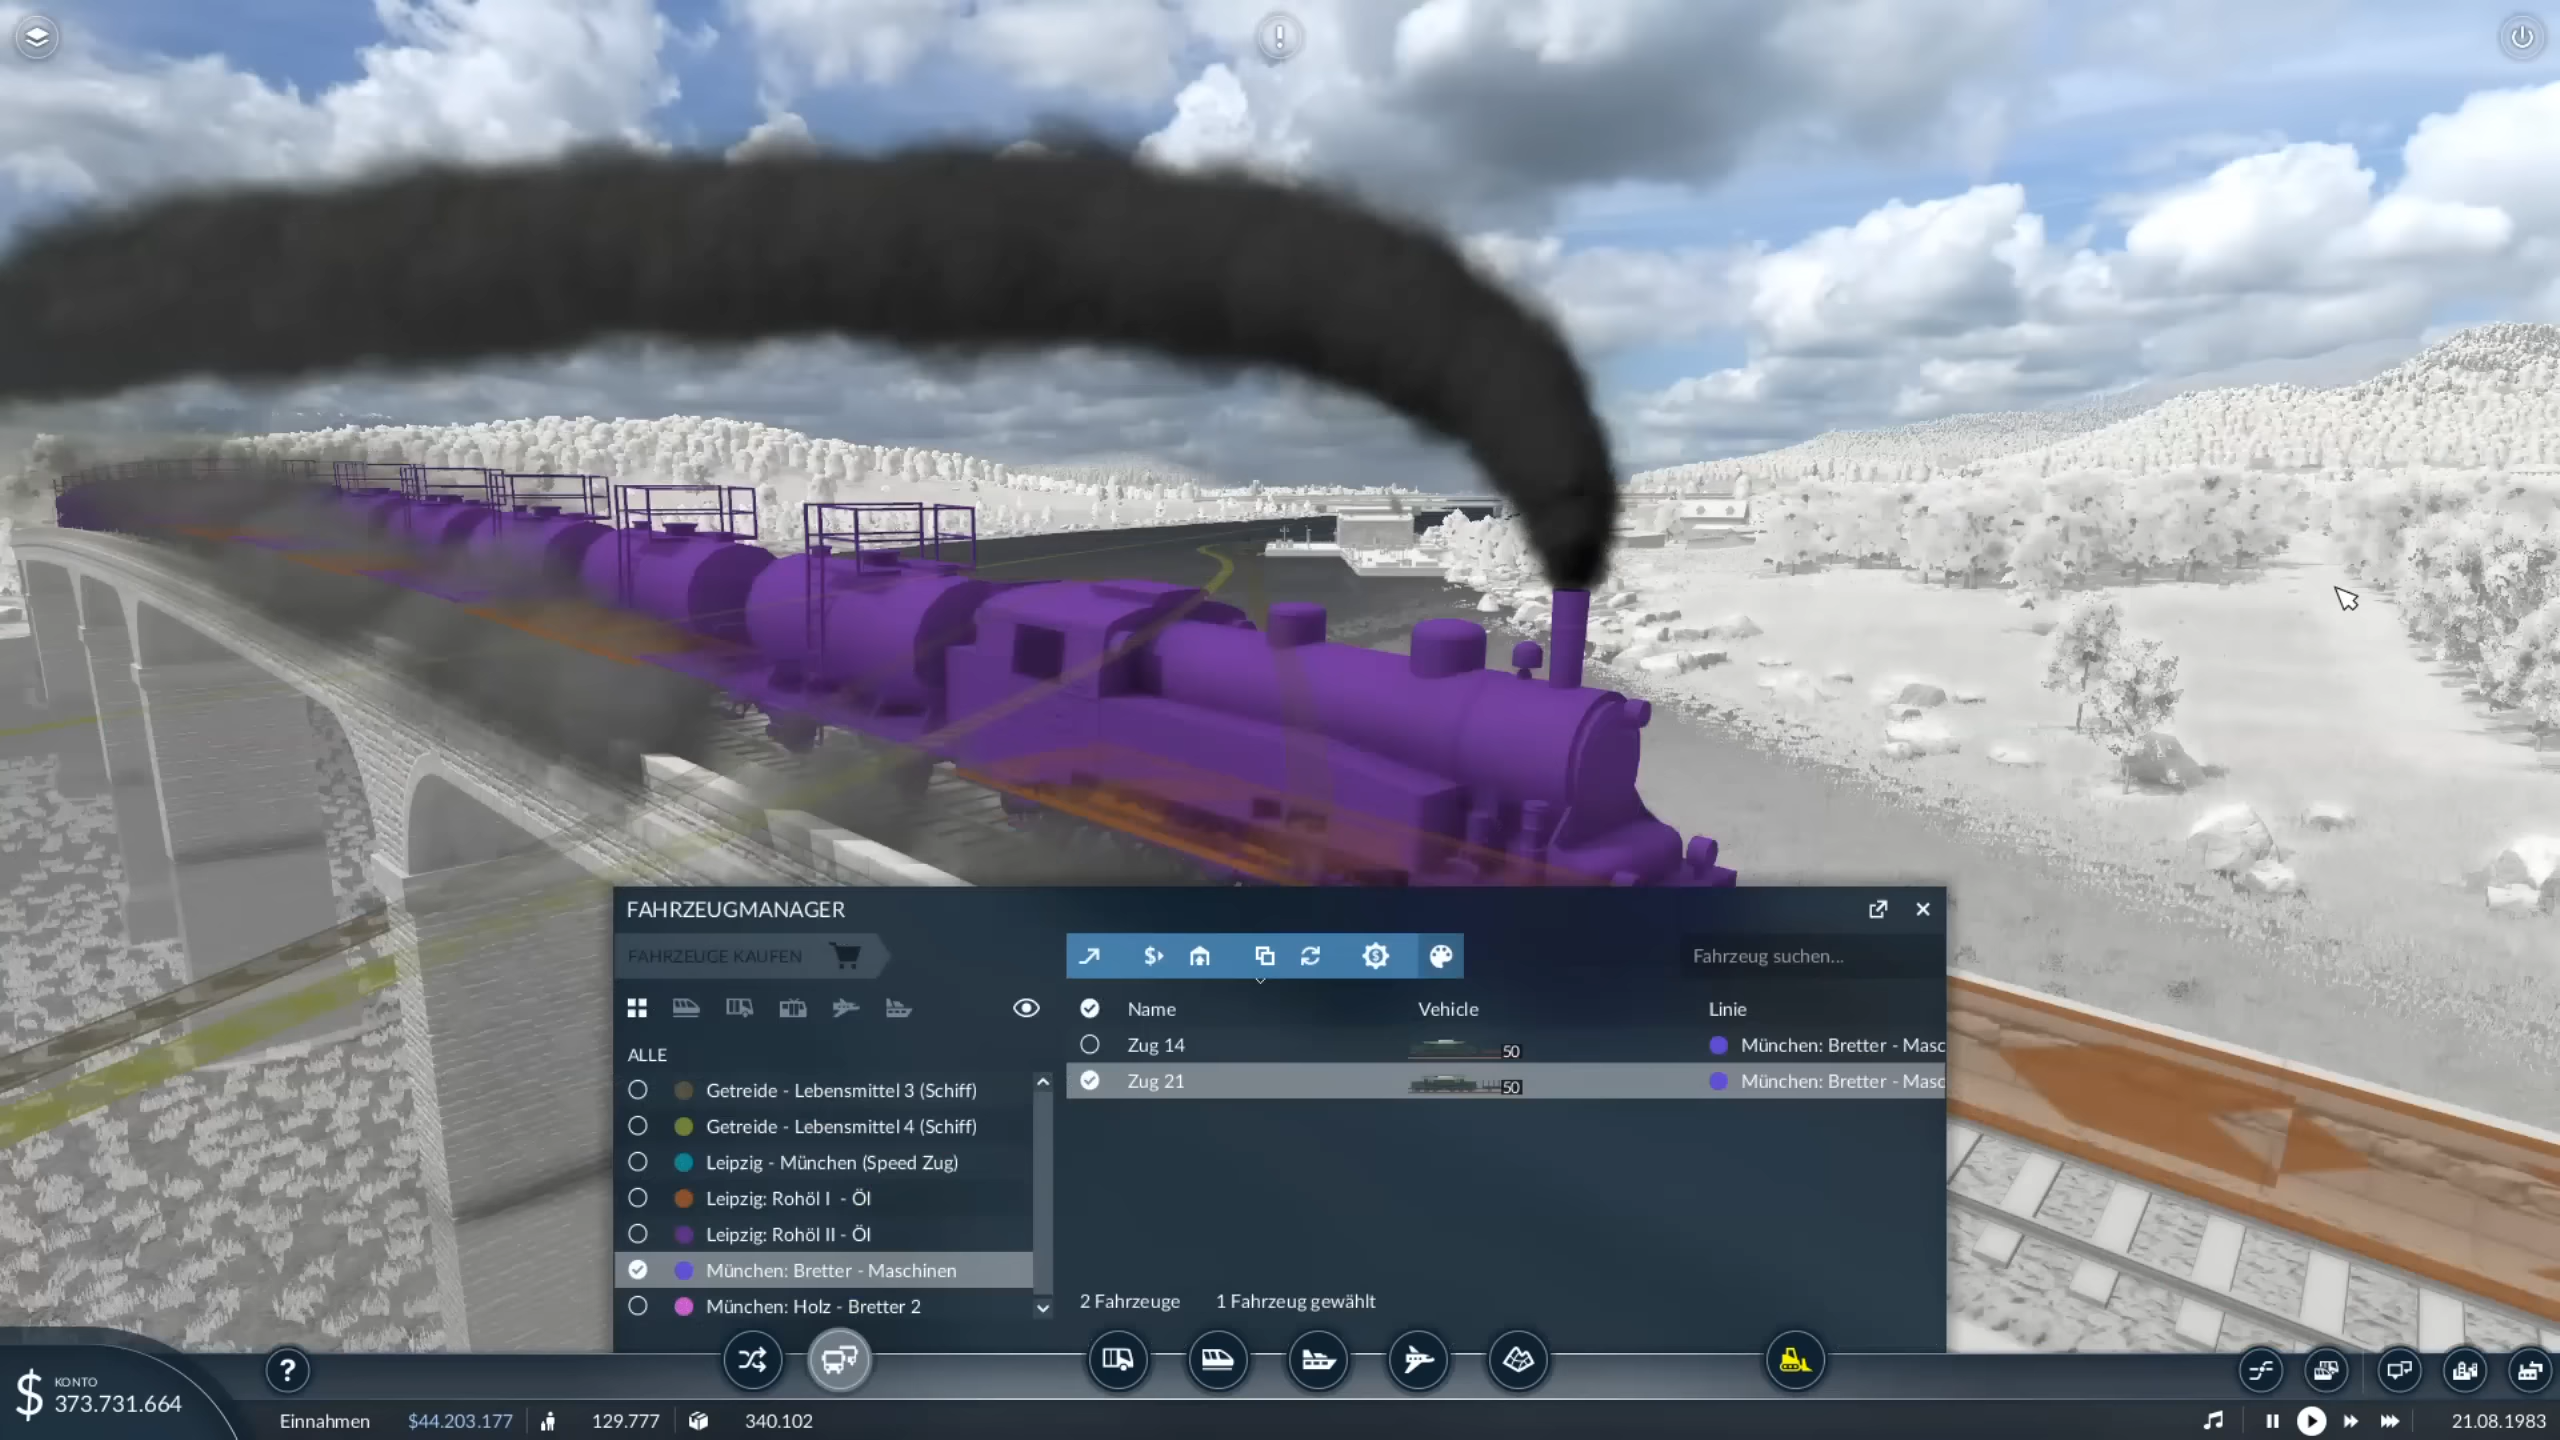 FAHRZEUGMANAGER
FAHRZEUGE KAUFEN
Fahrzeug suchen...
Name Vehicle Linie
ALLE
Zug 14 50 München: Bretter - Masc
Zug 21 50 München: Bretter - Masc
Getreide - Lebensmittel 3 (Schiff)
Getreide - Lebensmittel 4 (Schiff)
Leipzig - München (Speed Zug)
Leipzig: Rohöl I - Öl
Leipzig: Rohöl II - Öl
München: Bretter - Maschinen
München: Holz - Bretter 2
2 Fahrzeuge 1 Fahrzeug gewählt
KONTO
$ 373.731.664
?
Einnahmen $44.203.177 129.777 340.102 21.08.1983